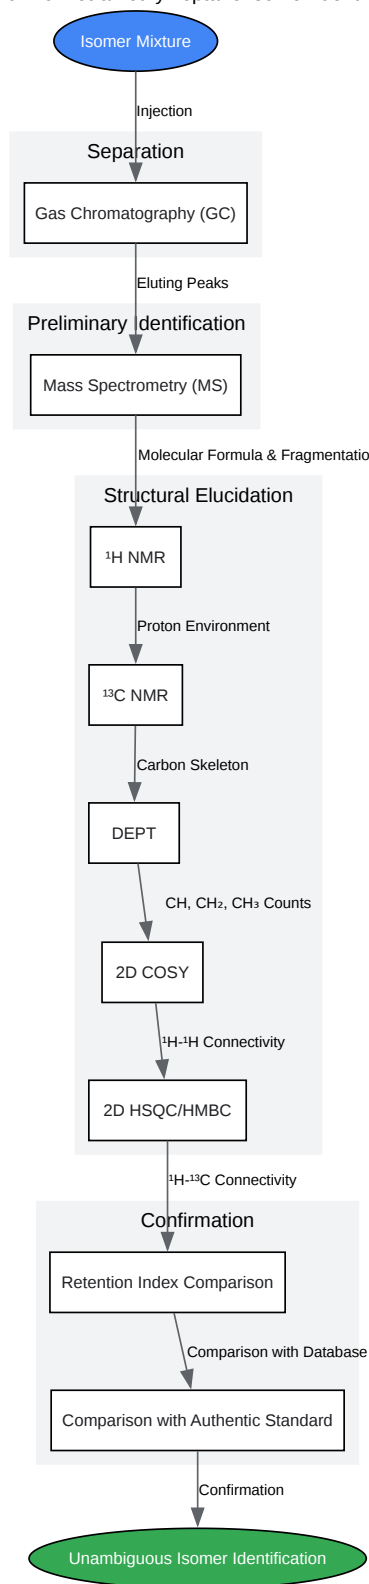 Isomer Mixture
Injection
Separation
Gas Chromatography (GC)
Eluting Peaks
Preliminary Identification
Mass Spectrometry (MS)
Molecular Formula & Fragmentatio
Structural Elucidation
¹H NMR
Proton Environment
¹³C NMR
Carbon Skeleton
DEPT
CH, CH₂, CH₃ Counts
2D COSY
¹H-¹H Connectivity
2D HSQC/HMBC
¹H-¹³C Connectivity
Confirmation
Retention Index Comparison
Comparison with Database
Comparison with Authentic Standard
Confirmation
Unambiguous Isomer Identification